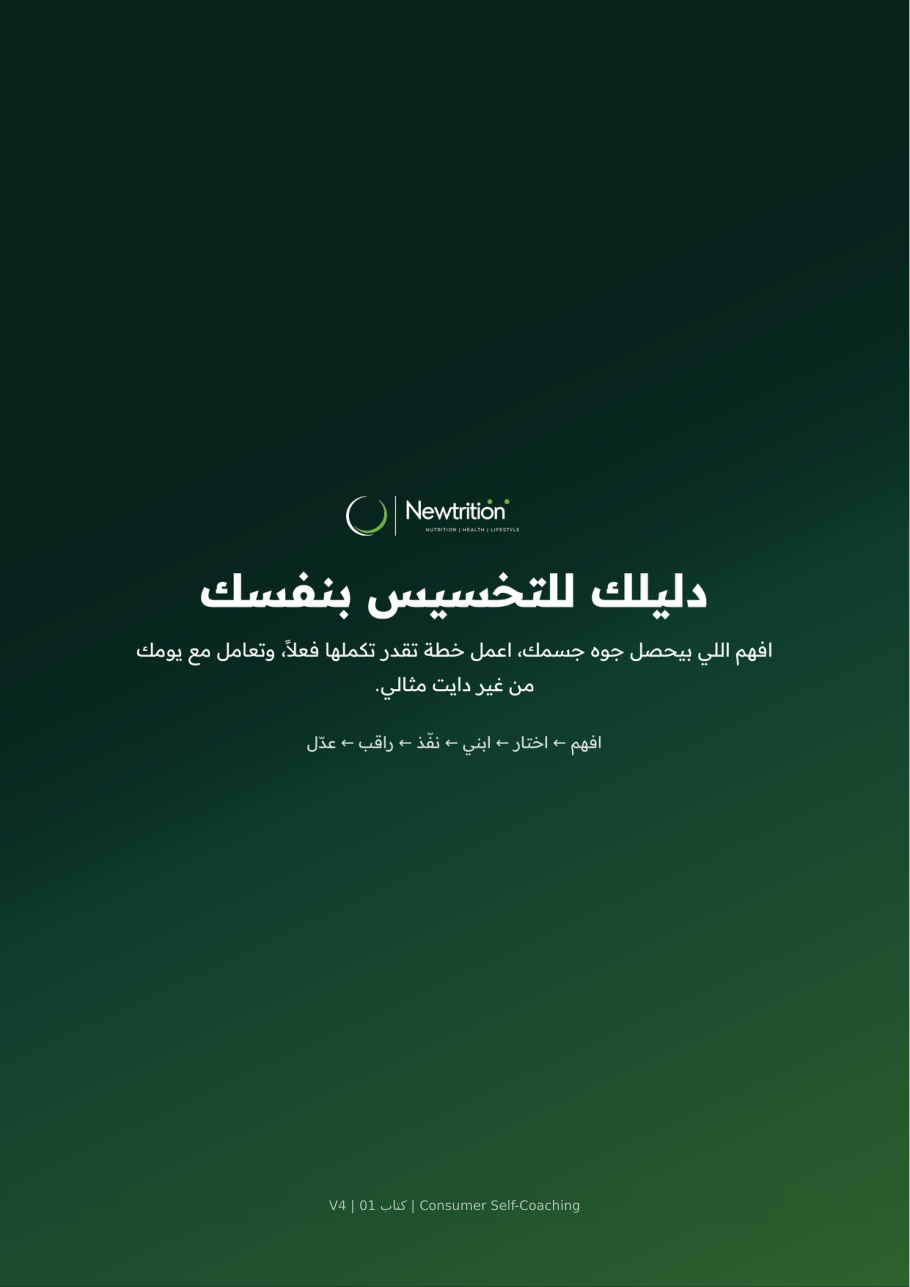 Newtrition
NUTRITION | HEALTH | LIFESTYLE
دليلك للتخسيس بنفسك
افهم اللي بيحصل جوه جسمك، اعمل خطة تقدر تكملها فعلاً، وتعامل مع يومك
من غير دايت مثالي.
افهم ← اختار ← ابني ← نفّذ ← راقب ← عدّل
V4 | 01 كتاب | Consumer Self-Coaching